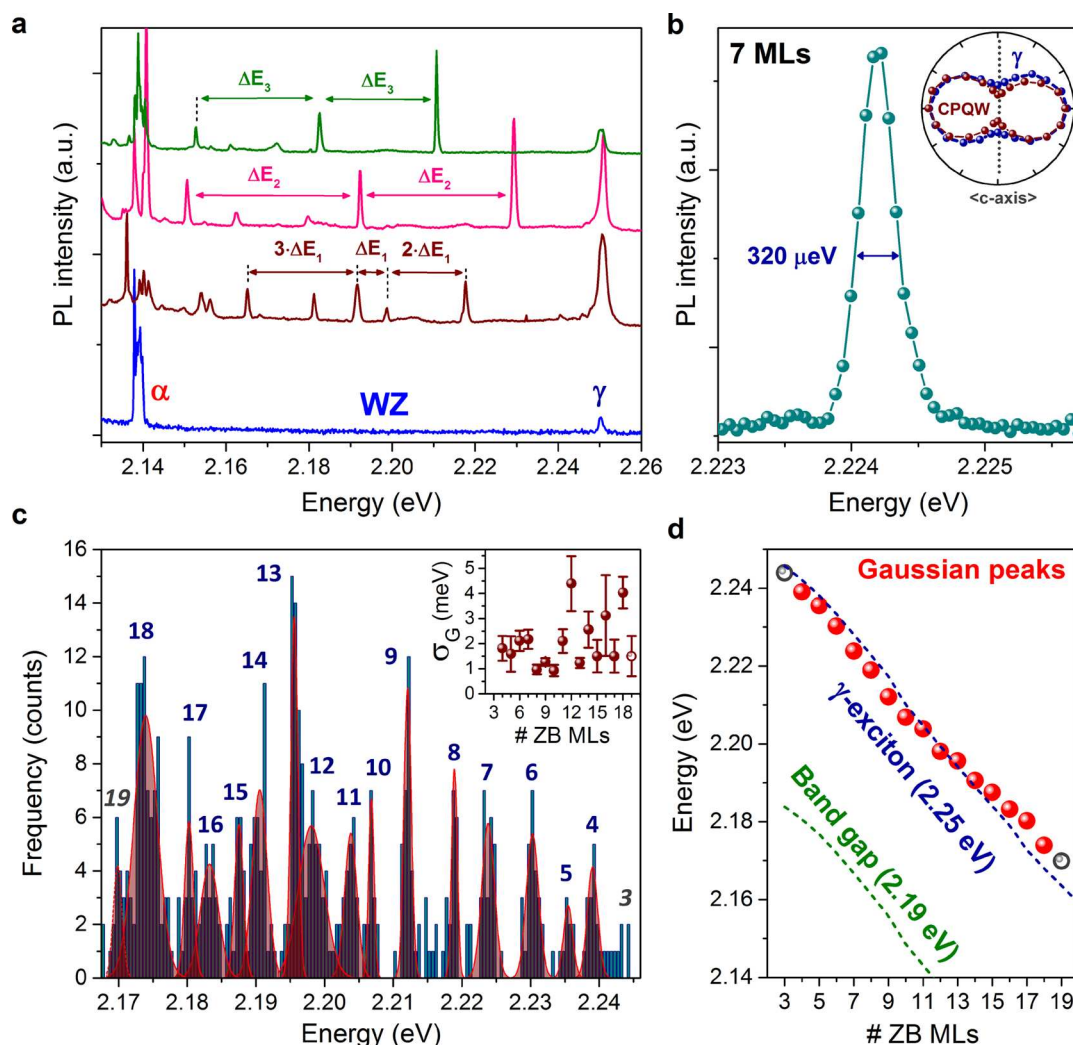 a
PL intensity (a.u.)
ΔE3 ΔE3
ΔE2 ΔE2
3·ΔE1 ΔE1 2·ΔE1
α WZ γ
2.14 2.16 2.18 2.20 2.22 2.24 2.26
Energy (eV)
b
PL intensity (a.u.)
7 MLs
γ
CPQW
<c-axis>
320 μeV
2.223 2.224 2.225
Energy (eV)
c
Frequency (counts)
16
14
12
10
8
6
4
2
0
19 18 17 16 15 14 13 12 11 10 9 8 7 6 5 4 3
2.17 2.18 2.19 2.20 2.21 2.22 2.23 2.24
Energy (eV)
σG (meV)
5
4
3
2
1
0
3 6 9 12 15 18
# ZB MLs
d
Energy (eV)
2.24
2.22
2.20
2.18
2.16
2.14
Gaussian peaks
γ-exciton (2.25 eV)
Band gap (2.19 eV)
3 5 7 9 11 13 15 17 19
# ZB MLs